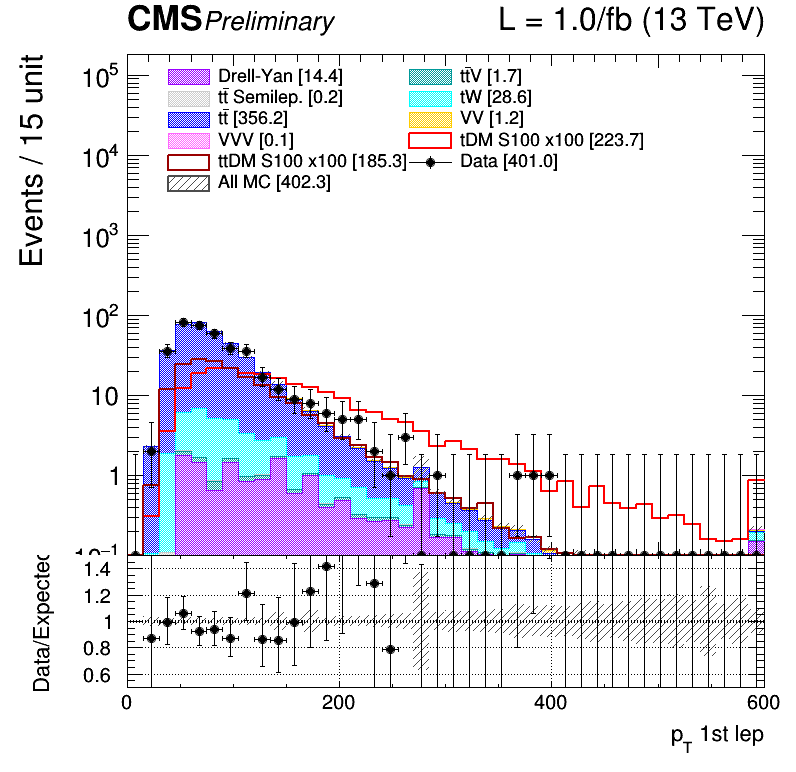 CMS Preliminary L = 1.0/fb (13 TeV)
Events / 15 unit
10⁵
10⁴
10³
10²
10
1
10⁻¹
Drell-Yan [14.4]
tt̄ Semilep. [0.2]
tt̄ [356.2]
VVV [0.1]
ttDM S100 x100 [185.3]
All MC [402.3]
tt̄V [1.7]
tW [28.6]
VV [1.2]
tDM S100 x100 [223.7]
Data [401.0]
Data/Expected
1.4
1.2
1
0.8
0.6
0 200 400 600
p_T 1st lep